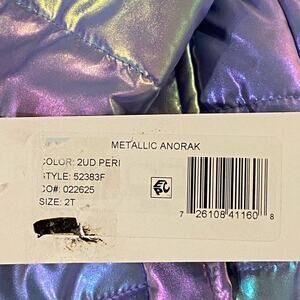 METALLIC ANORAK
COLOR: 2UD PERI
STYLE: 52383F
CO#: 022625
SIZE: 2T
7 26108 41160 8